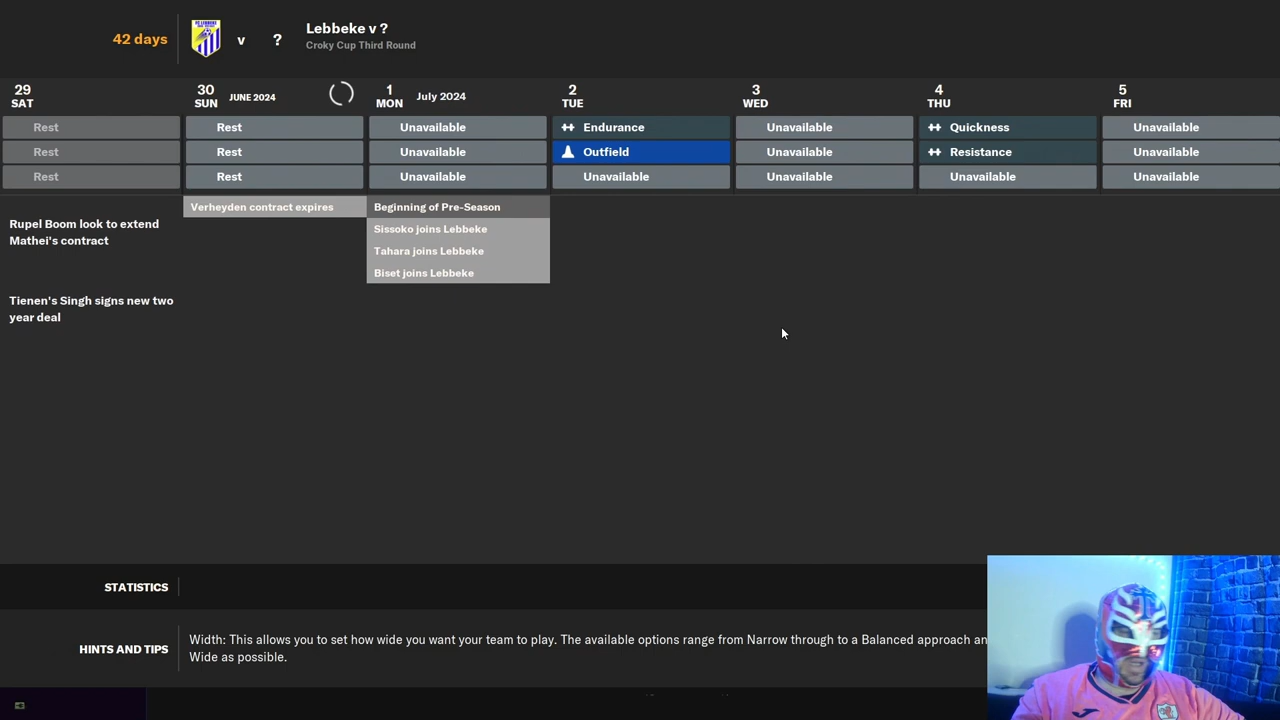 42 days
v
?
Lebbeke v ?
Croky Cup Third Round
29
SAT
30
SUN
JUNE 2024
1
MON
July 2024
2
TUE
3
WED
4
THU
5
FRI
Rest
Rest
Unavailable
Endurance
Unavailable
Quickness
Unavailable
Rest
Rest
Unavailable
Outfield
Unavailable
Resistance
Unavailable
Rest
Rest
Unavailable
Unavailable
Unavailable
Unavailable
Unavailable
Rupel Boom look to extend
Mathei's contract
Tienen's Singh signs new two
year deal
Verheyden contract expires
Beginning of Pre-Season
Sissoko joins Lebbeke
Tahara joins Lebbeke
Biset joins Lebbeke
STATISTICS
HINTS AND TIPS
Width: This allows you to set how wide you want your team to play. The available options range from Narrow through to a Balanced approach an
Wide as possible.